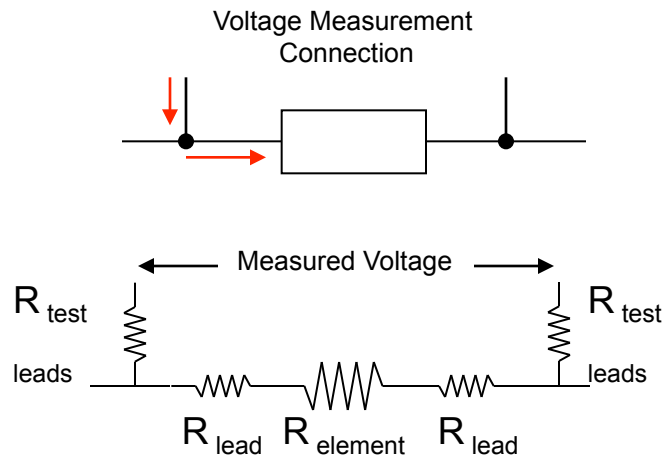 Voltage Measurement
Connection
Measured Voltage
R test
R test
leads
leads
R lead
R element
R lead